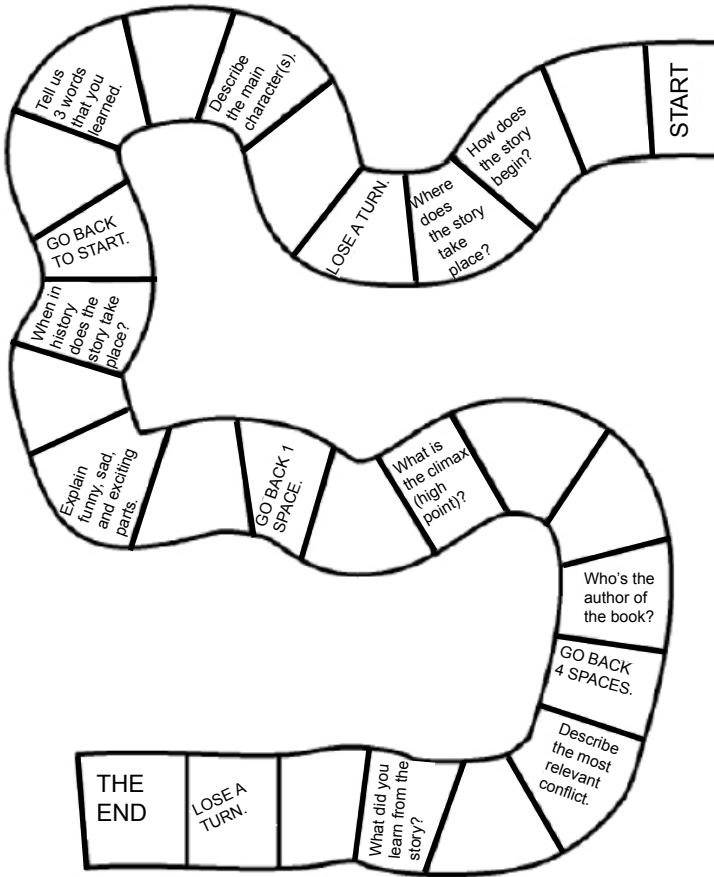 START
How does
the story
begin?
Where
does
the story
take
place?
LOSE A TURN.
Describe
the main
character(s).
Tell us
3 words
that you
learned.
GO BACK
TO START.
When in
history
does the
story take
place?
Explain
funny, sad,
and exciting
parts.
GO BACK 1
SPACE.
What is
the climax
(high
point)?
Who's the
author of
the book?
GO BACK
4 SPACES.
Describe
the most
relevant
conflict.
What did you
learn from the
story?
LOSE A
TURN.
THE
END